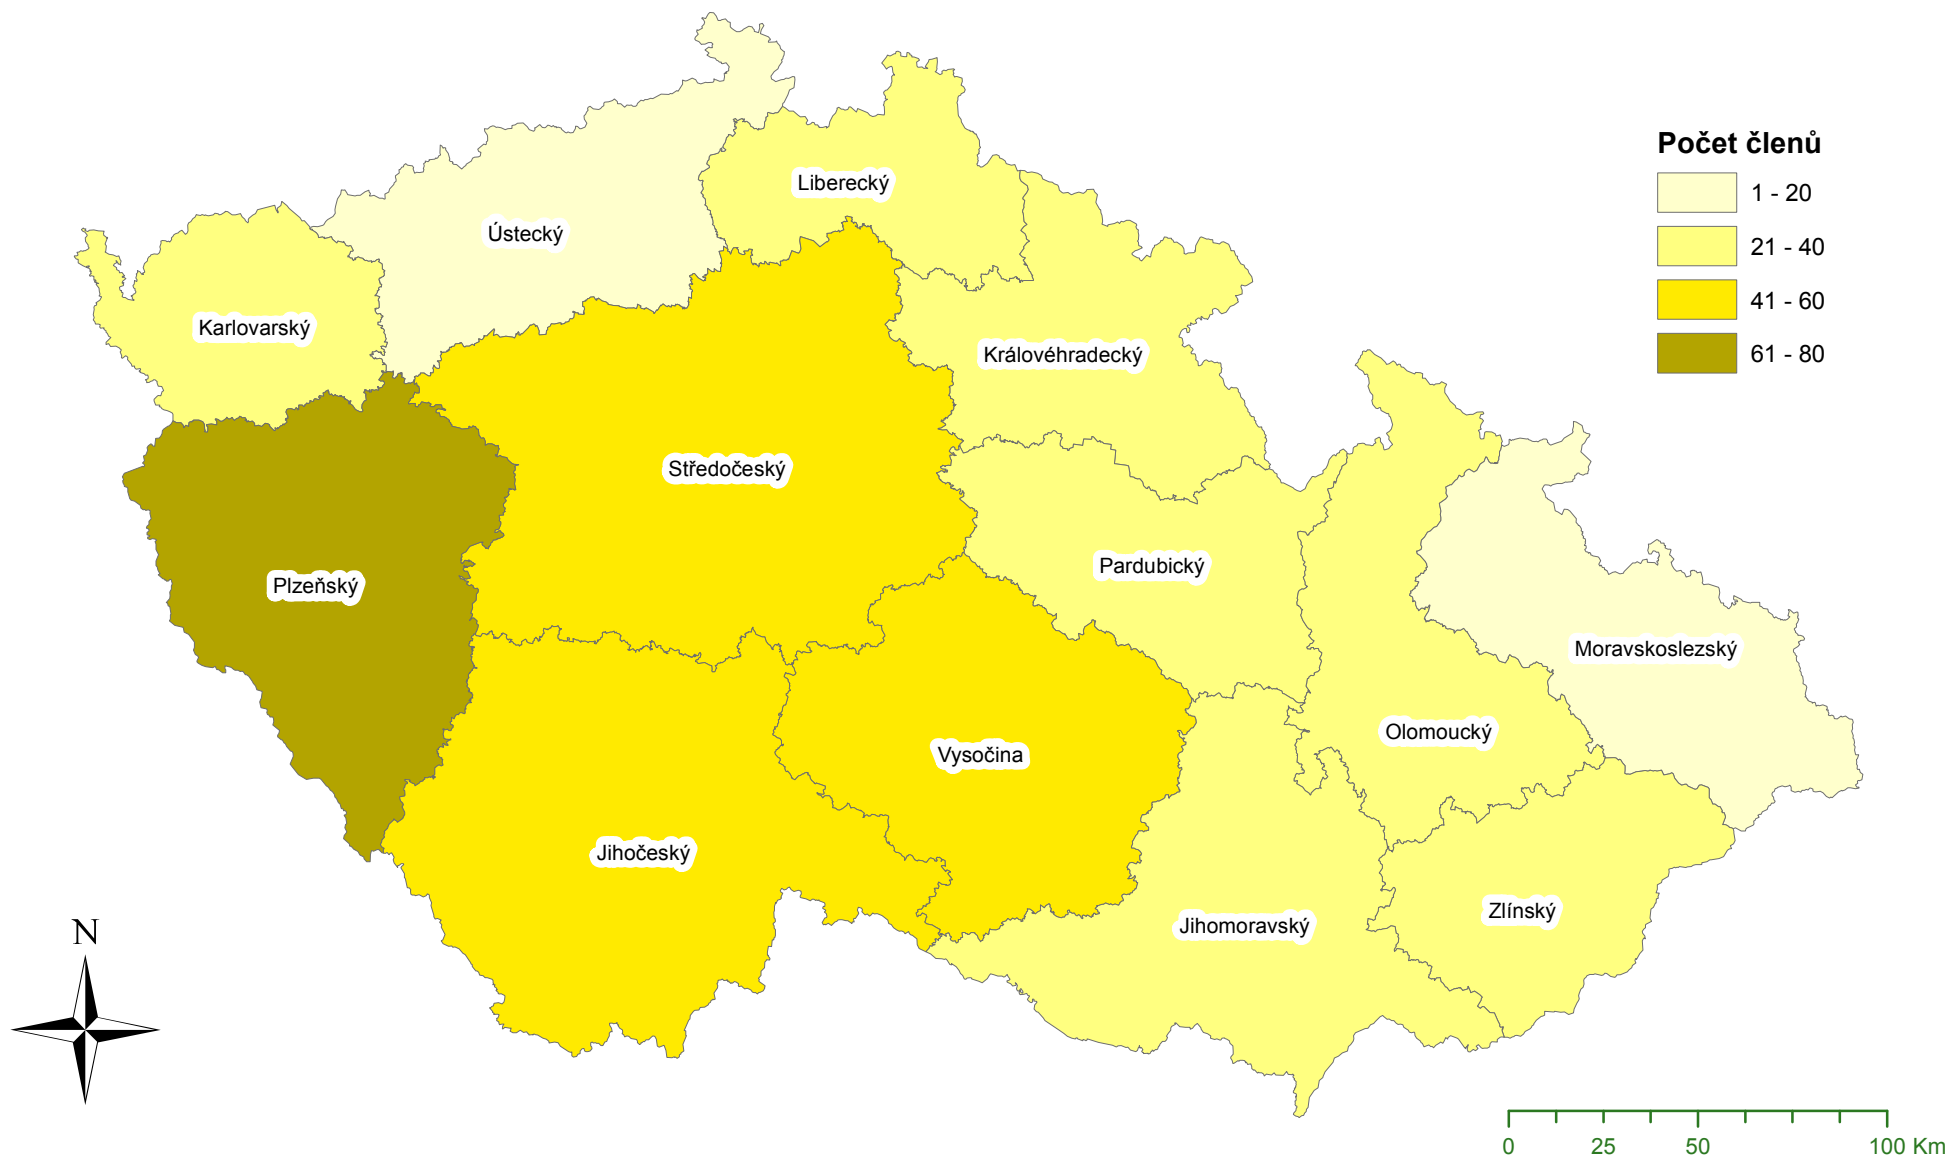 Počet členů
1 - 20
21 - 40
41 - 60
61 - 80
Liberecký
Ústecký
Karlovarský
Královéhradecký
Středočeský
Pardubický
Plzeňský
Moravskoslezský
Olomoucký
Vysočina
Jihočeský
Zlínský
Jihomoravský
N
0 25 50 100 Km